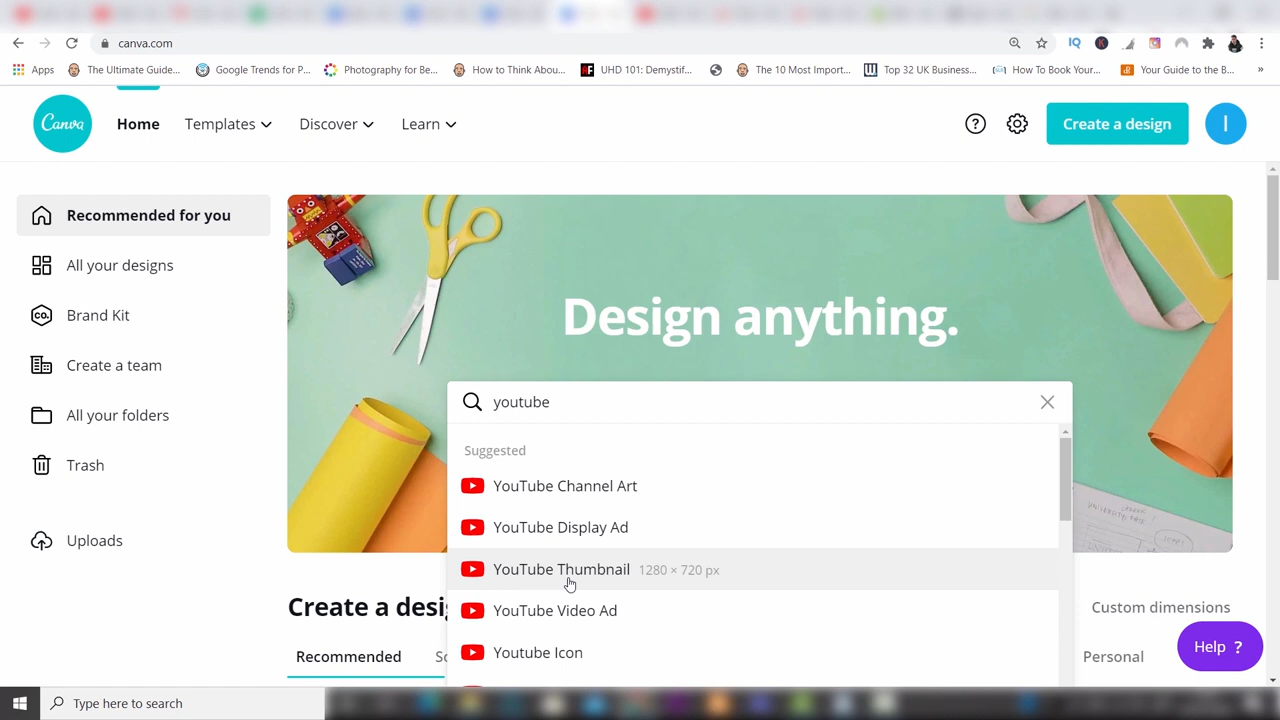 canva.com
Apps
The Ultimate Guide...
Google Trends for P...
Photography for Be...
How to Think Abou...
UHD 101: Demystif...
The 10 Most Import...
Top 32 UK Business...
How To Book Your...
Your Guide to the B...
»
Canva
Home
Templates
Discover
Learn
Create a design
I
Recommended for you
All your designs
Brand Kit
Create a team
All your folders
Trash
Uploads
Design anything.
youtube
Suggested
YouTube Channel Art
YouTube Display Ad
YouTube Thumbnail 1280 × 720 px
YouTube Video Ad
Youtube Icon
Custom dimensions
Recommended
Personal
Help ?
Type here to search